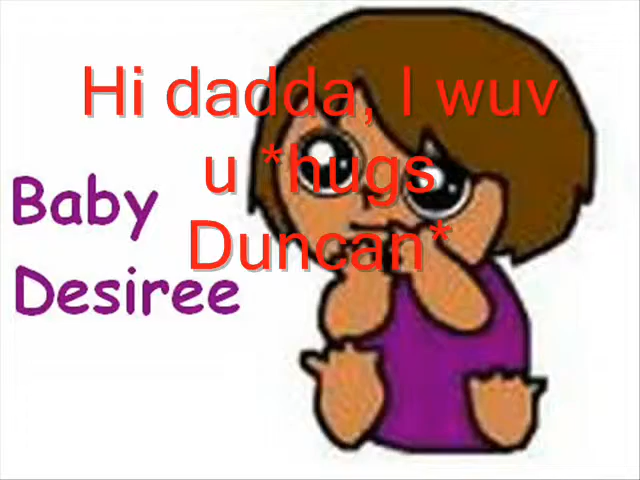 Hi dadda, I wuv
u *hugs
Duncan*
Baby
Desiree